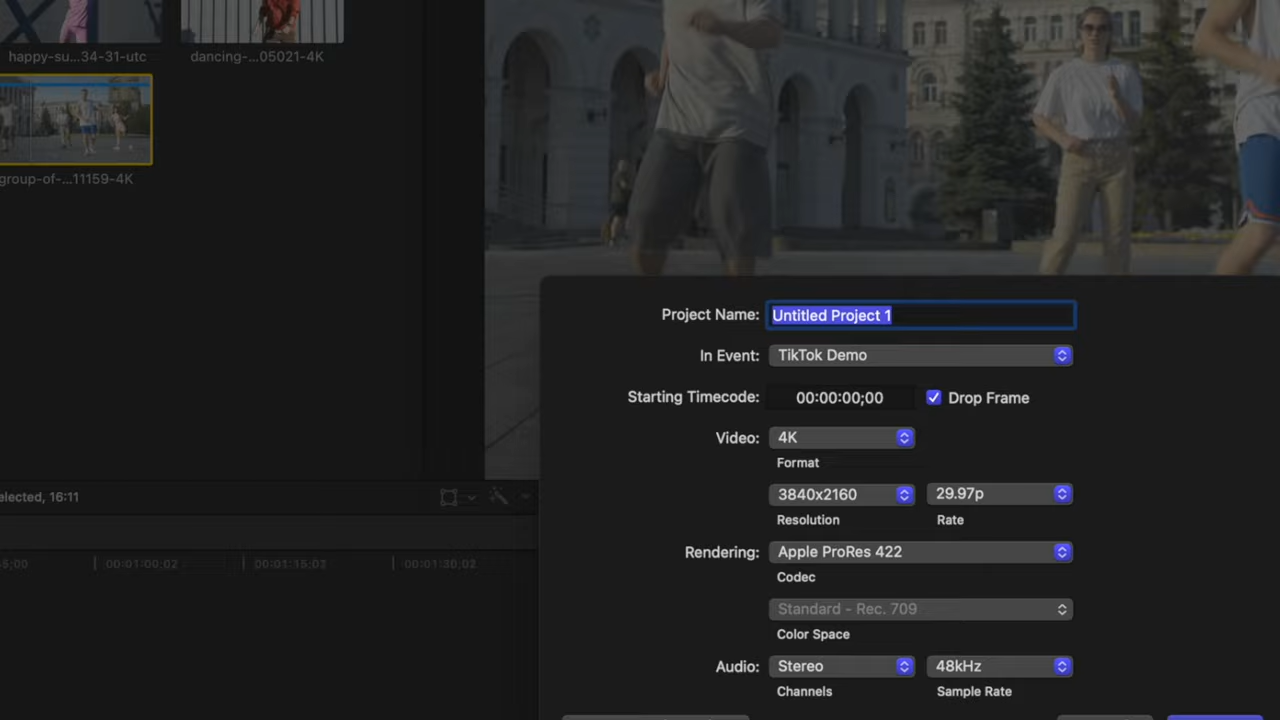 happy-su...34-31-utc
dancing-...05021-4K
group-of-...11159-4K
elected, 16:11
5;00
00:01:00;02
00:01:15;02
00:01:30;02
Project Name: Untitled Project 1
In Event: TikTok Demo
Starting Timecode: 00:00:00;00 Drop Frame
Video: 4K
Format
3840x2160 29.97p
Resolution Rate
Rendering: Apple ProRes 422
Codec
Standard - Rec. 709
Color Space
Audio: Stereo 48kHz
Channels Sample Rate